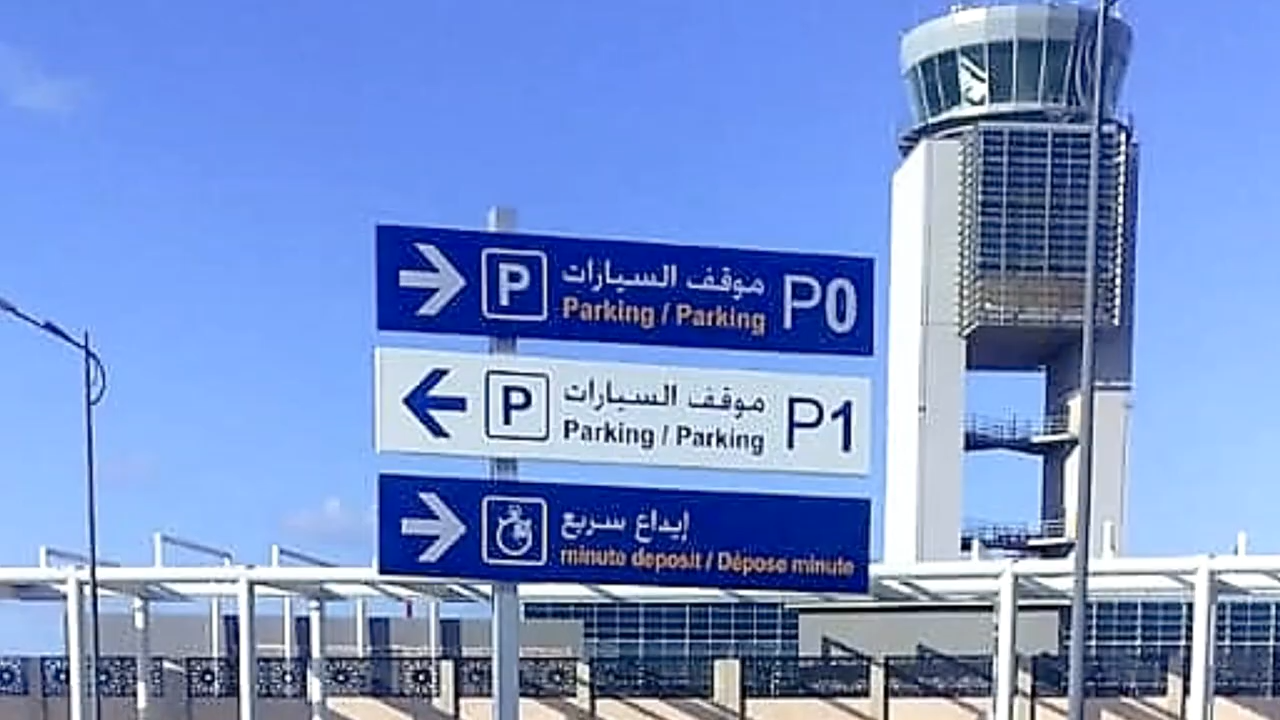 P موقف السيارات P0
Parking / Parking
P موقف السيارات P1
Parking / Parking
إيداع سريع
minute deposit / Dépose minute